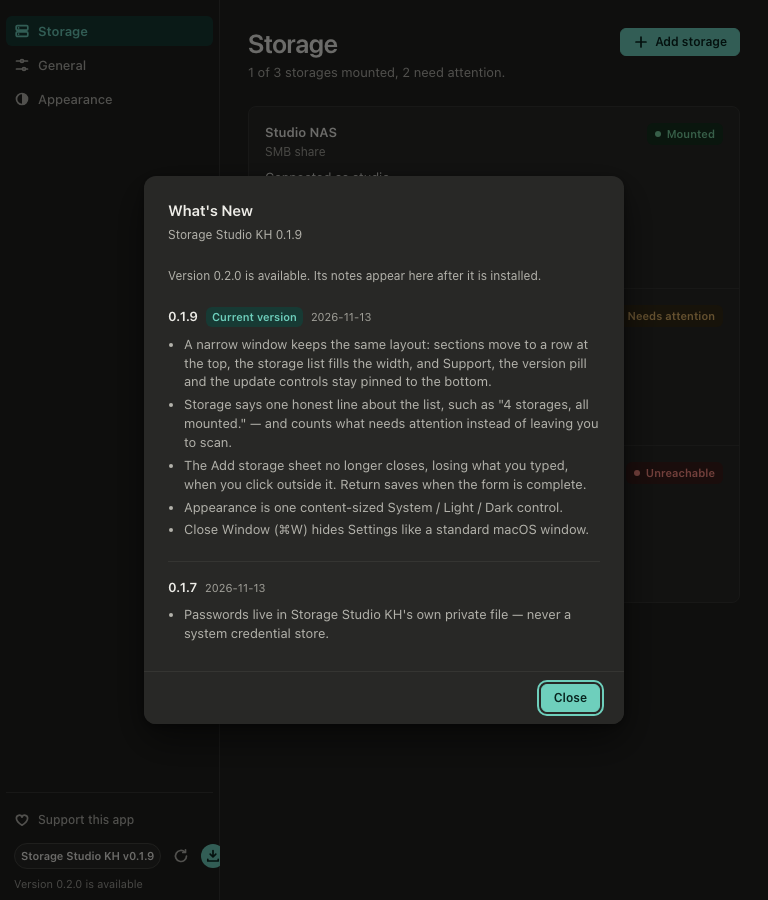 Storage
General
Appearance
Storage
1 of 3 storages mounted, 2 need attention.
Add storage
Studio NAS
SMB share
Mounted
Needs attention
Unreachable
What's New
Storage Studio KH 0.1.9
Version 0.2.0 is available. Its notes appear here after it is installed.
0.1.9 Current version 2026-11-13
• A narrow window keeps the same layout: sections move to a row at
the top, the storage list fills the width, and Support, the version pill
and the update controls stay pinned to the bottom.
• Storage says one honest line about the list, such as "4 storages, all
mounted." — and counts what needs attention instead of leaving you
to scan.
• The Add storage sheet no longer closes, losing what you typed,
when you click outside it. Return saves when the form is complete.
• Appearance is one content-sized System / Light / Dark control.
• Close Window (⌘W) hides Settings like a standard macOS window.
0.1.7 2026-11-13
• Passwords live in Storage Studio KH's own private file — never a
system credential store.
Close
Support this app
Storage Studio KH v0.1.9
Version 0.2.0 is available